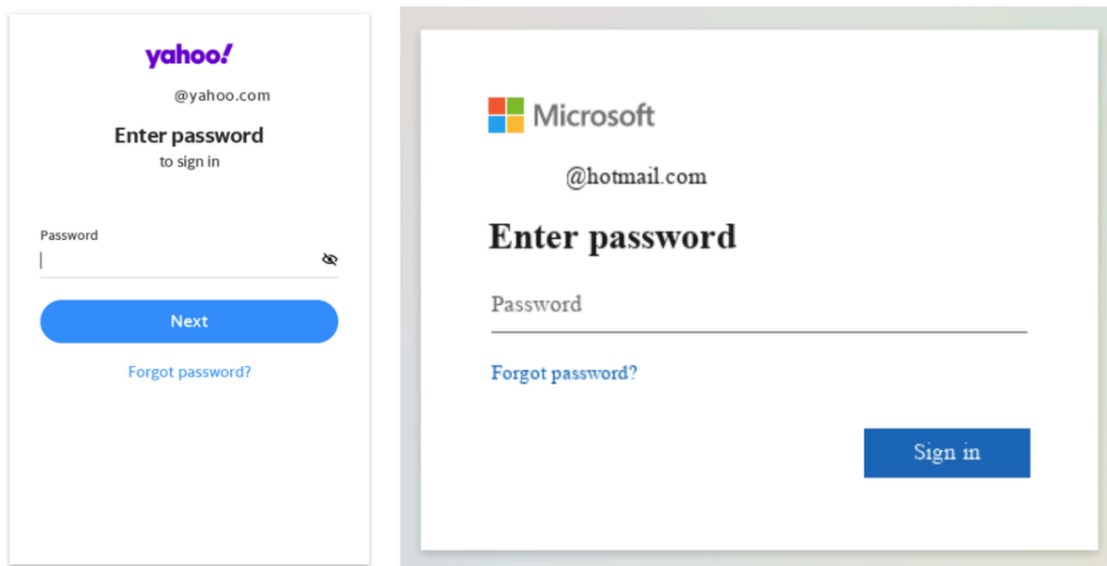 yahoo!
@yahoo.com
Enter password
to sign in
Password
Next
Forgot password?
Microsoft
@hotmail.com
Enter password
Password
Forgot password?
Sign in